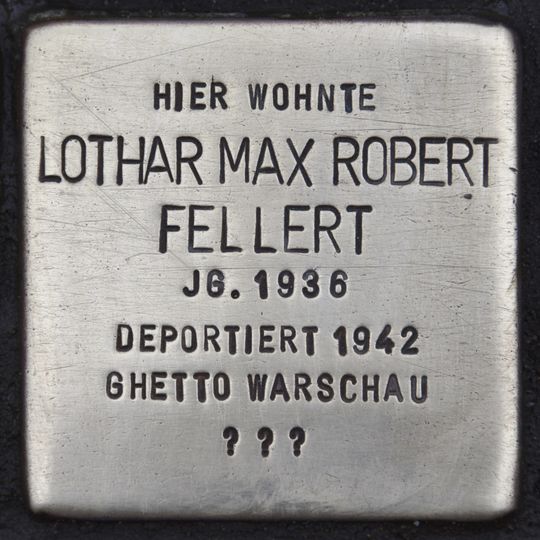 HIER WOHNTE
LOTHAR MAX ROBERT
FELLERT
JG. 1936
DEPORTIERT 1942
GHETTO WARSCHAU
? ? ?